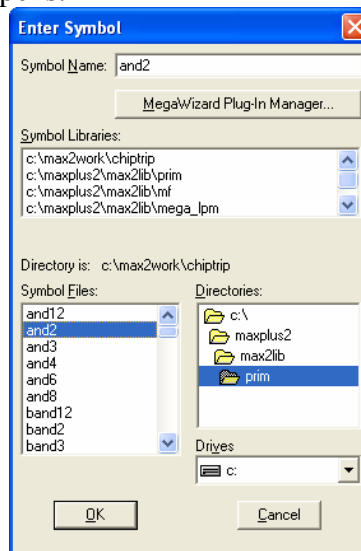 Enter Symbol
Symbol Name: and2
MegaWizard Plug-In Manager...
Symbol Libraries:
c:\max2work\chiptrip
c:\maxplus2\max2lib\prim
c:\maxplus2\max2lib\mf
c:\maxplus2\max2lib\mega_lpm
Directory is: c:\max2work\chiptrip
Symbol Files:
and12
and2
and3
and4
and6
and8
band12
band2
band3
Directories:
c:\
maxplus2
max2lib
prim
Drives
c:
OK
Cancel